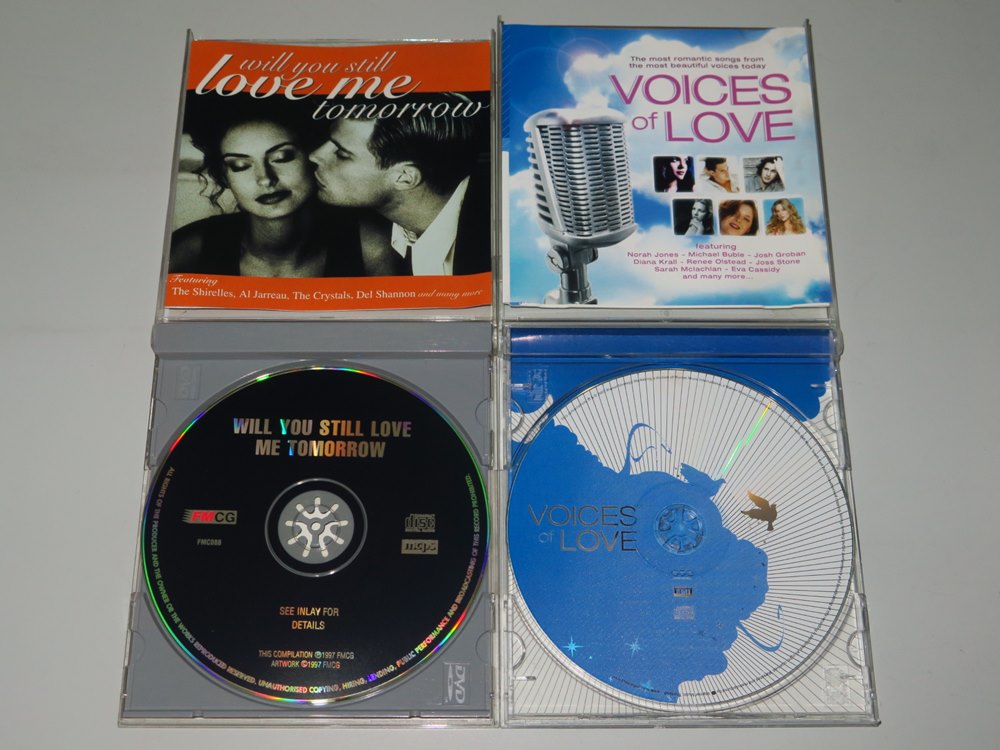 will you still
love me
tomorrow
Featuring
The Shirelles, Al Jarreau, The Crystals, Del Shannon and many more
The most romantic songs from
the most beautiful voices today
VOICES
of LOVE
featuring
Norah Jones - Michael Buble - Josh Groban
Diana Krall - Renee Olstead - Joss Stone
Sarah Mclachlan - Eva Cassidy
and many more...
DVD
WILL YOU STILL LOVE
ME TOMORROW
FMCG
FMC088
disc
mcps
SEE INLAY FOR
DETAILS
THIS COMPILATION ℗1997 FMCG
ARTWORK ©1997 FMCG
ALL RIGHTS OF THE PRODUCER AND THE OWNER OF THE WORKS REPRODUCED RESERVED. UNAUTHORISED COPYING, HIRING, LENDING, PUBLIC PERFORMANCE AND BROADCASTING OF THIS RECORD PROHIBITED.
DVD
VOICES
of LOVE